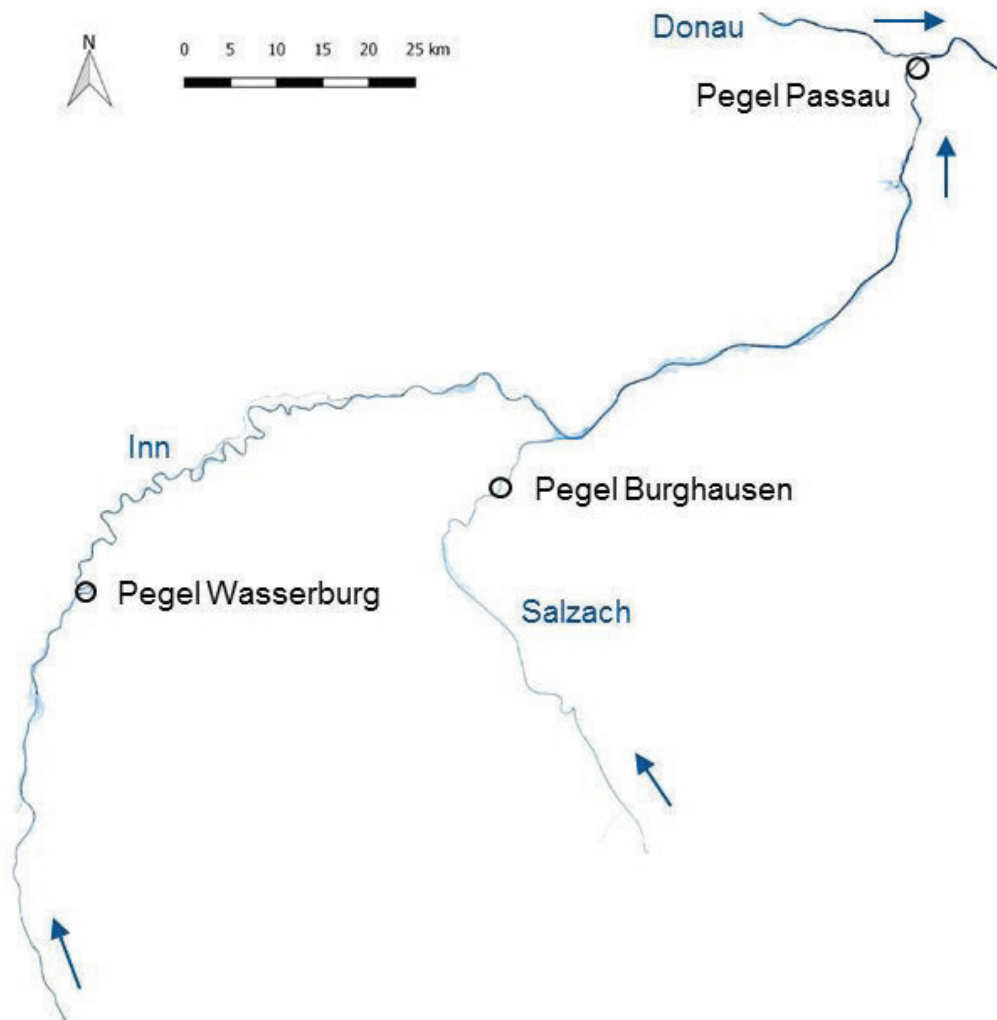 N
0 5 10 15 20 25 km
Donau
Pegel Passau
Inn
Pegel Burghausen
Pegel Wasserburg
Salzach